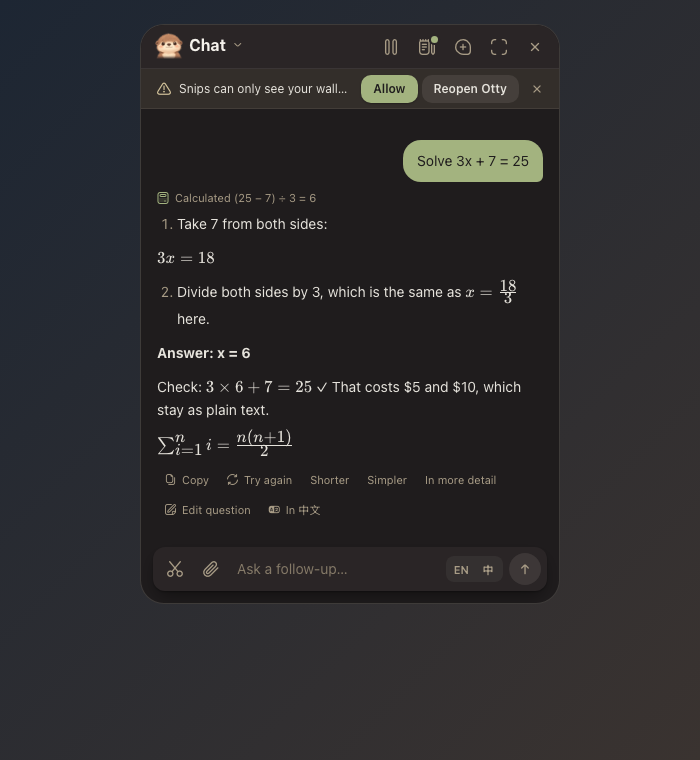 Chat
Snips can only see your wall...
Allow
Reopen Otty
Solve 3x + 7 = 25
Calculated (25 − 7) ÷ 3 = 6
1. Take 7 from both sides:
3x = 18
2. Divide both sides by 3, which is the same as x = 18/3
here.
Answer: x = 6
Check: 3 × 6 + 7 = 25 ✓ That costs $5 and $10, which
stay as plain text.
∑ⁿᵢ₌₁ i = n(n+1)/2
Copy Try again Shorter Simpler In more detail
Edit question In 中文
Ask a follow-up...
EN 中